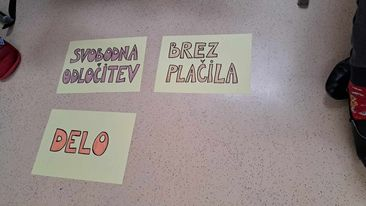 SVOBODNA
ODLOČITEV
BREZ
PLAČILA
DELO